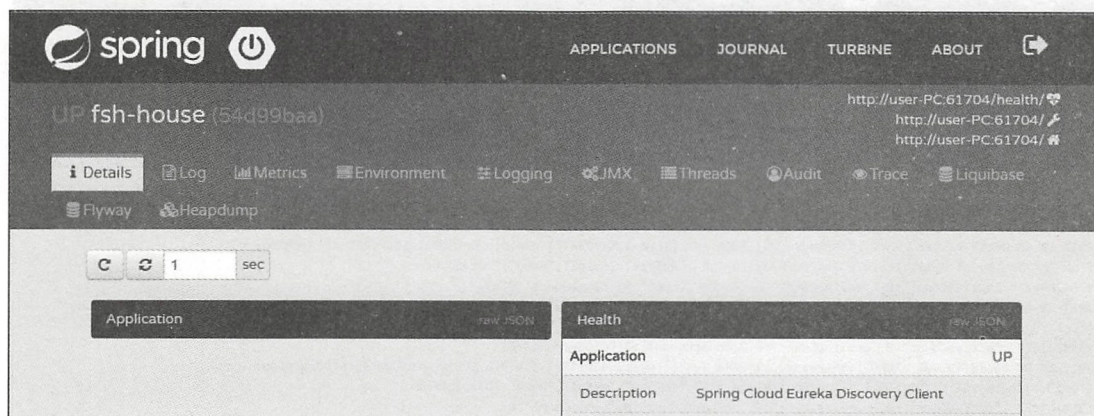 spring
APPLICATIONS JOURNAL TURBINE ABOUT
UP fsh-house (54d99baa)
http://user-PC:61704/health/
http://user-PC:61704/
http://user-PC:61704/
Details Log Metrics Environment Logging JMX Threads Audit Trace Liquibase
Flyway Heapdump
1 sec
Application raw JSON
Health raw JSON
Application UP
Description Spring Cloud Eureka Discovery Client